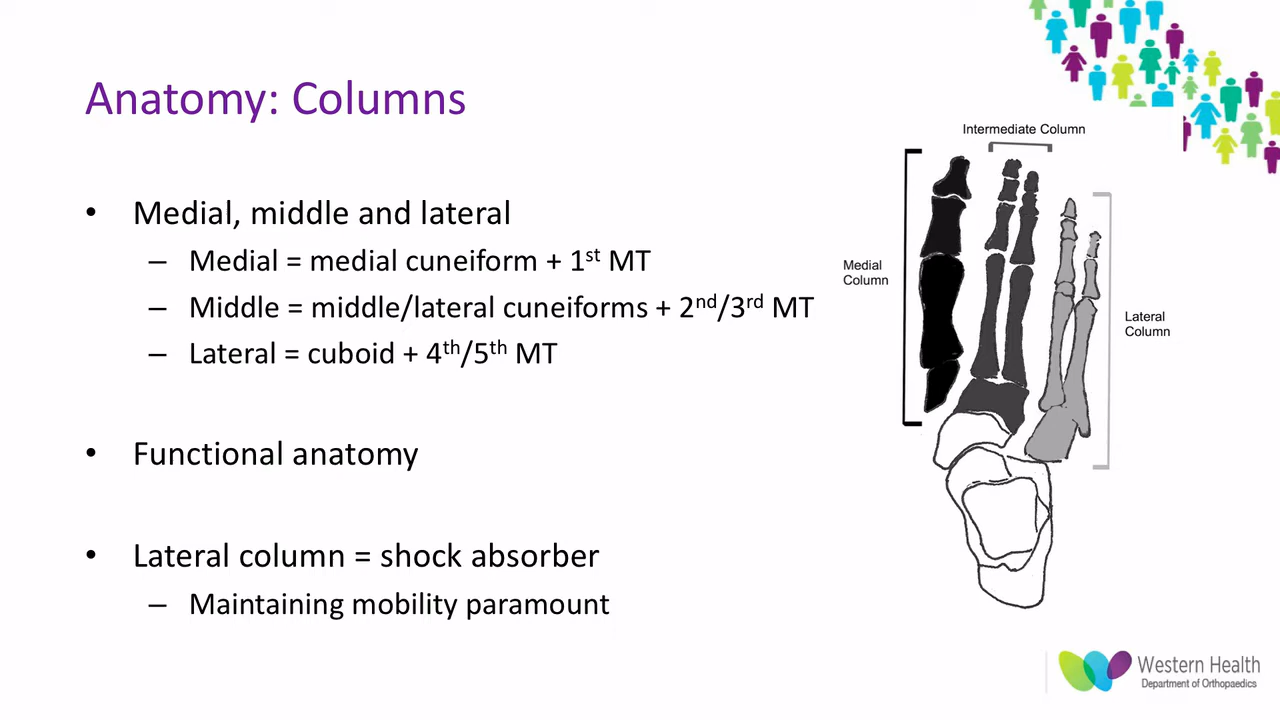 Anatomy: Columns
• Medial, middle and lateral
– Medial = medial cuneiform + 1st MT
– Middle = middle/lateral cuneiforms + 2nd/3rd MT
– Lateral = cuboid + 4th/5th MT
• Functional anatomy
• Lateral column = shock absorber
– Maintaining mobility paramount
Intermediate Column
Medial
Column
Lateral
Column
Western Health
Department of Orthopaedics